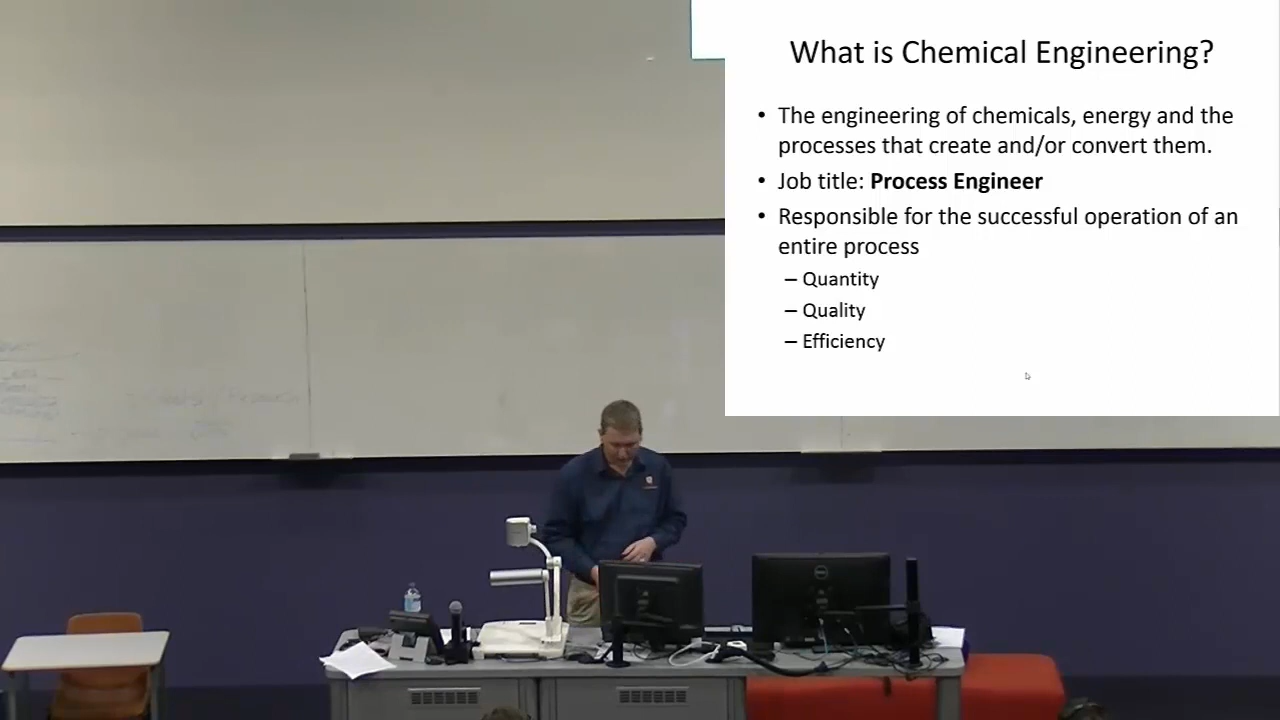 What is Chemical Engineering?
• The engineering of chemicals, energy and the
processes that create and/or convert them.
• Job title: Process Engineer
• Responsible for the successful operation of an
entire process
– Quantity
– Quality
– Efficiency